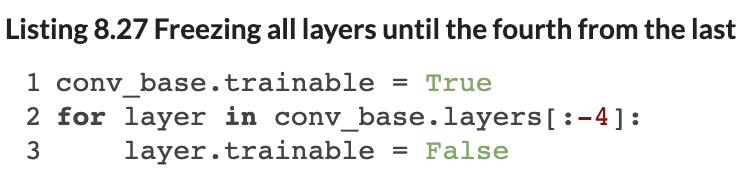 Listing 8.27 Freezing all layers until the fourth from the last
1 conv_base.trainable = True
2 for layer in conv_base.layers[:-4]:
3     layer.trainable = False